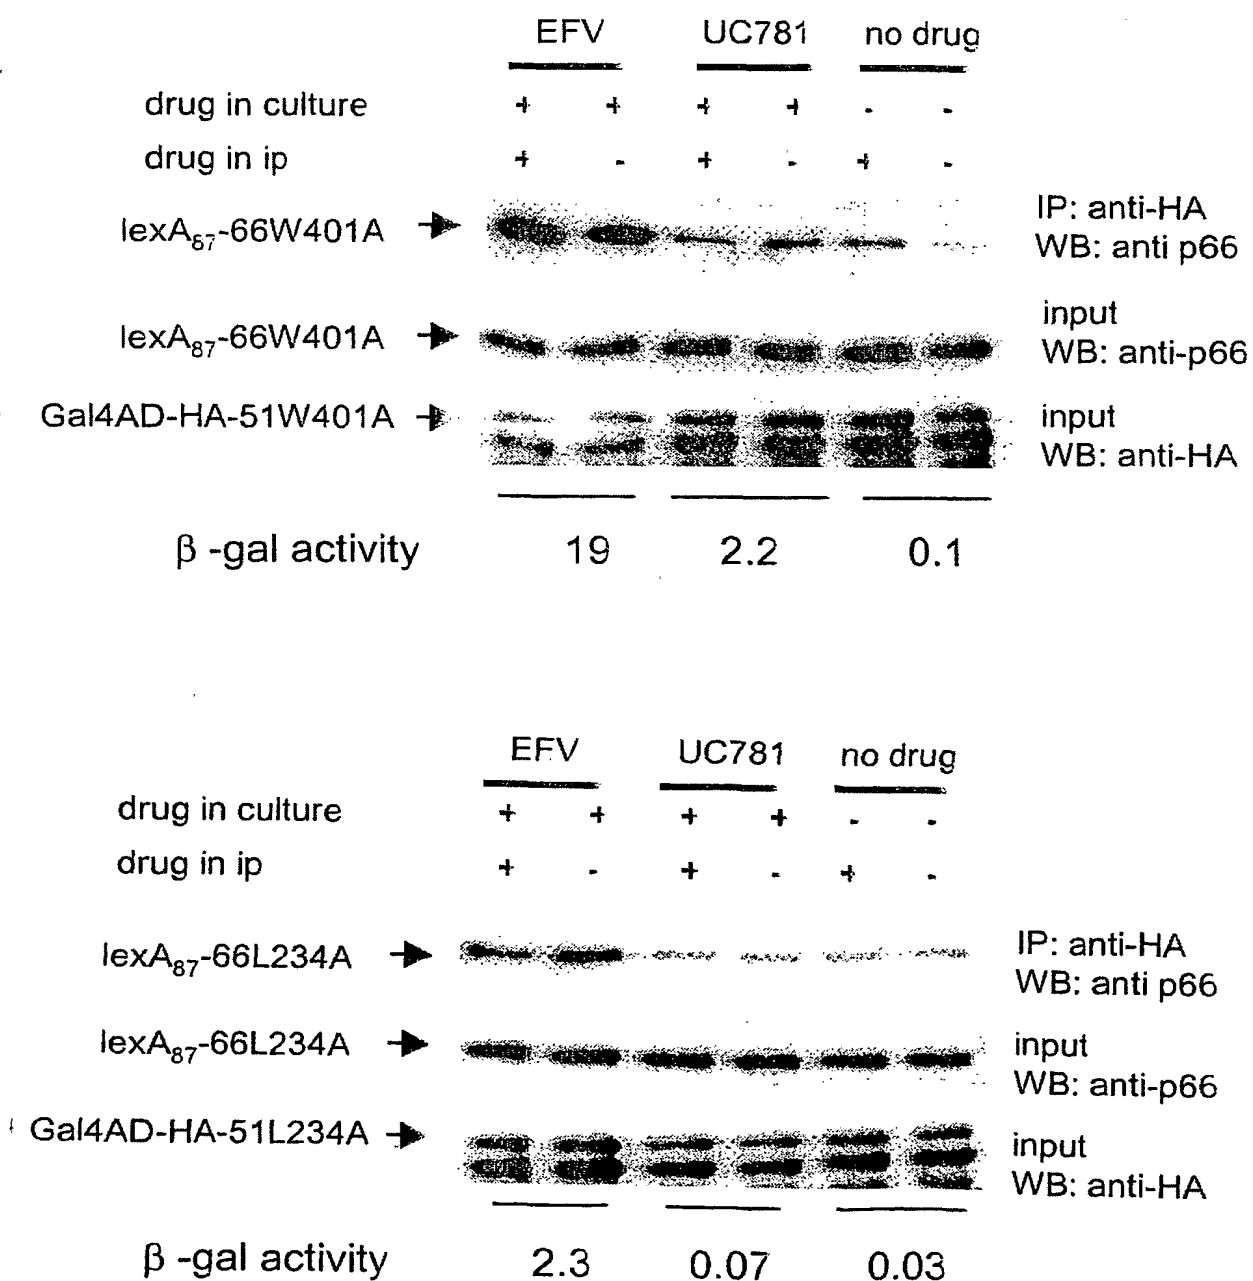 EFV UC781 no drug
drug in culture + + + + - -
drug in ip + - + - + -
lexA₈₇-66W401A
IP: anti-HA
WB: anti p66
lexA₈₇-66W401A
input
WB: anti-p66
Gal4AD-HA-51W401A
input
WB: anti-HA
β -gal activity 19 2.2 0.1
EFV UC781 no drug
drug in culture + + + + - -
drug in ip + - + - + -
lexA₈₇-66L234A
IP: anti-HA
WB: anti p66
lexA₈₇-66L234A
input
WB: anti-p66
Gal4AD-HA-51L234A
input
WB: anti-HA
β -gal activity 2.3 0.07 0.03